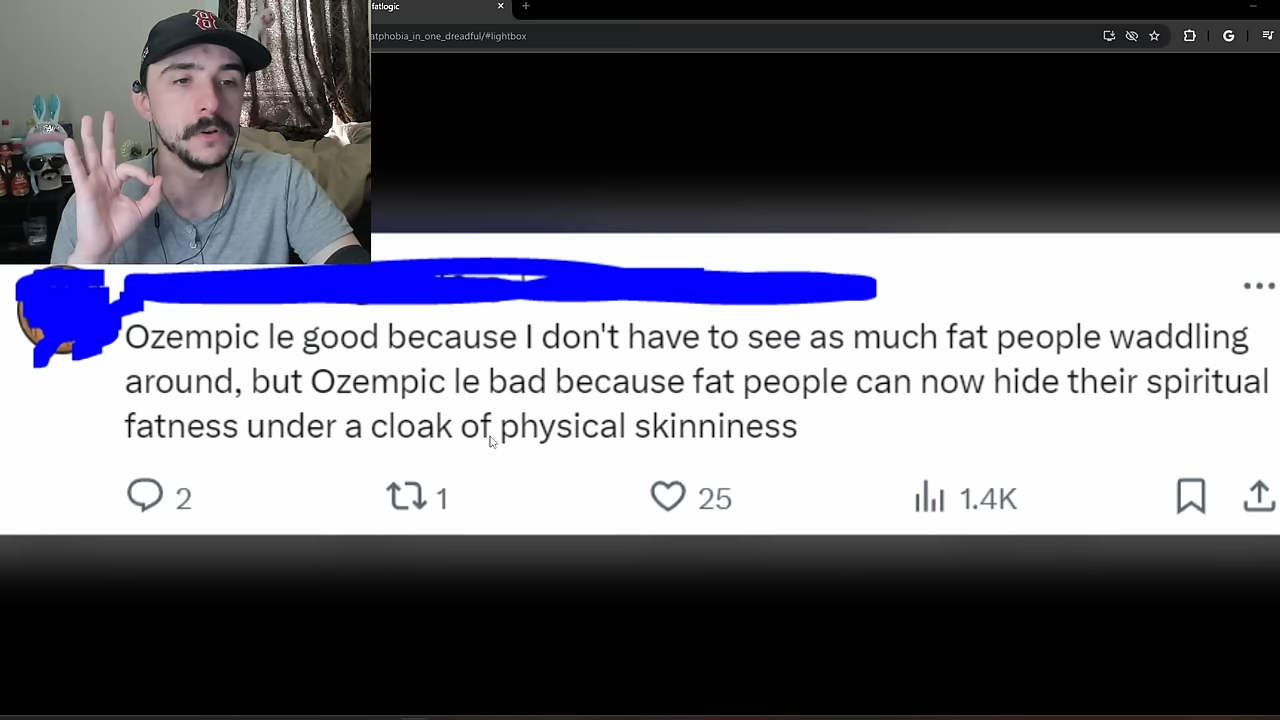 fatlogic
atphobia_in_one_dreadful/#lightbox
Ozempic le good because I don't have to see as much fat people waddling
around, but Ozempic le bad because fat people can now hide their spiritual
fatness under a cloak of physical skinniness
2
1
25
1.4K